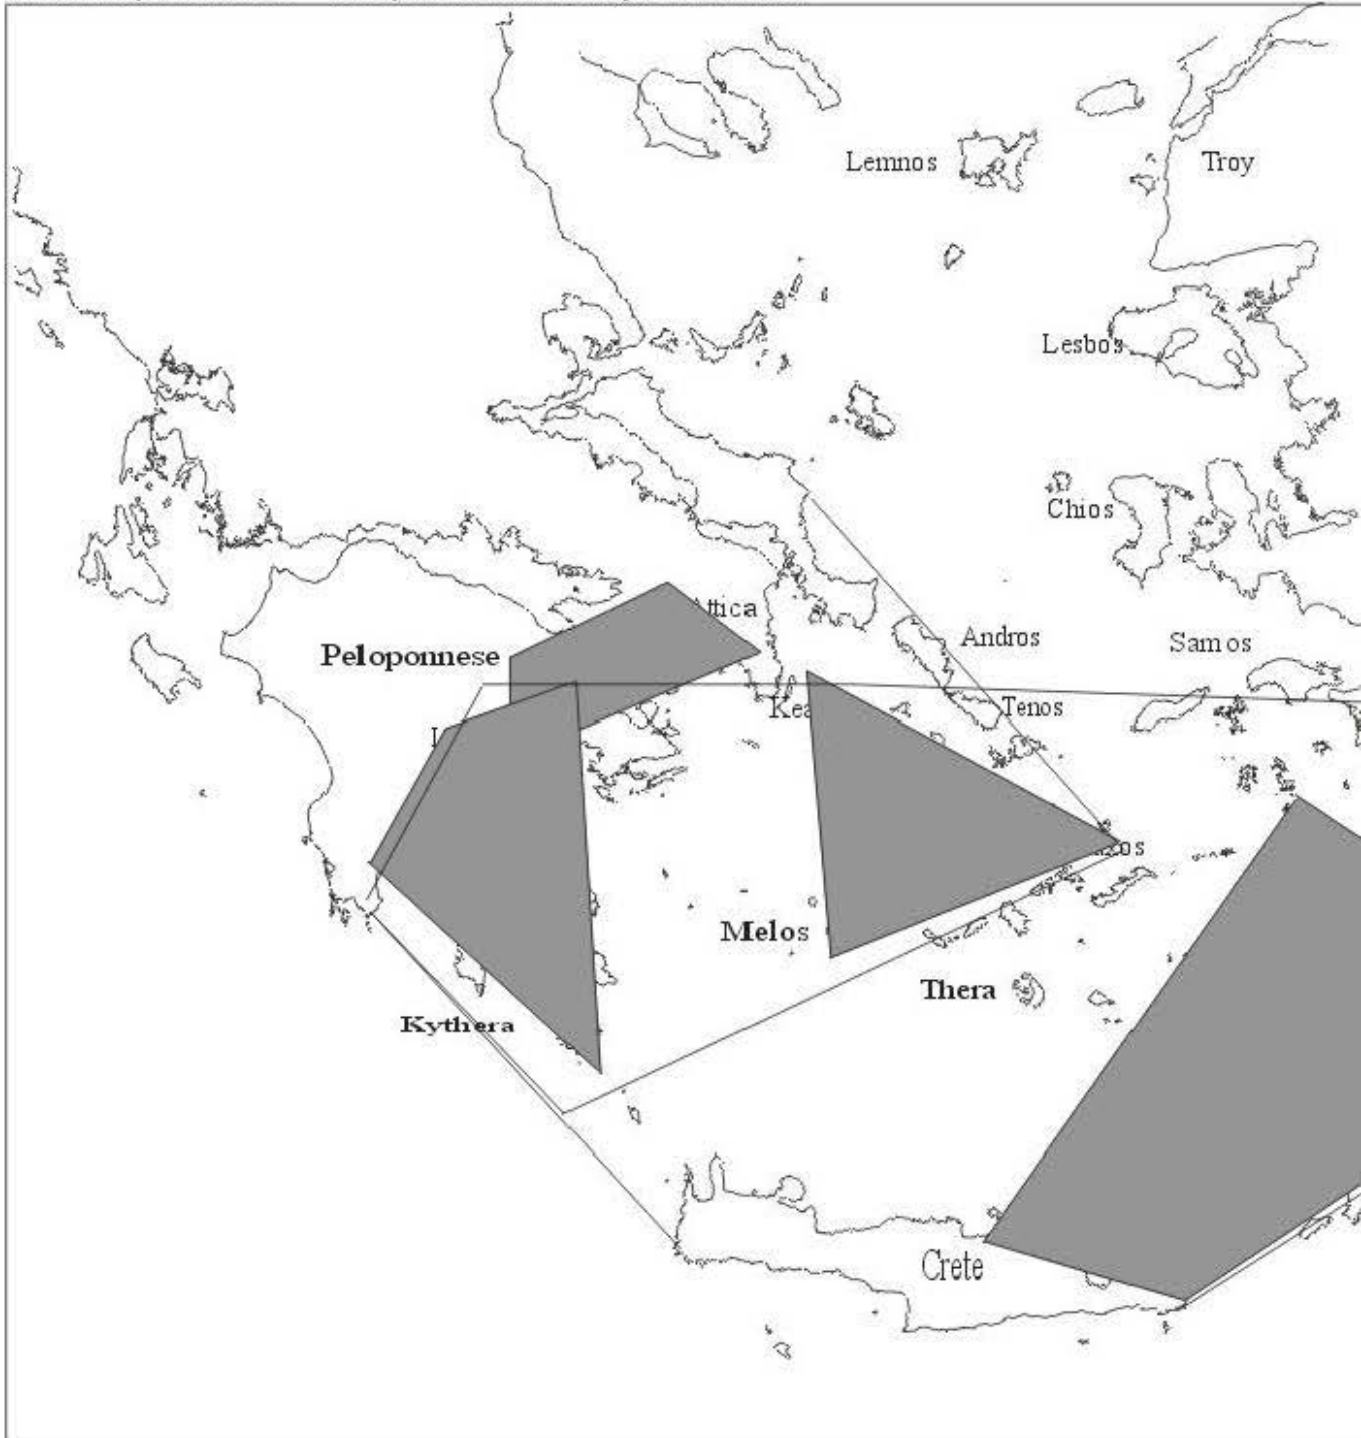 Lemnos
Troy
Lesbos
Chios
Attica
Andros
Samos
Peloponnese
Kea
Tenos
Melos
Thera
Kythera
Crete